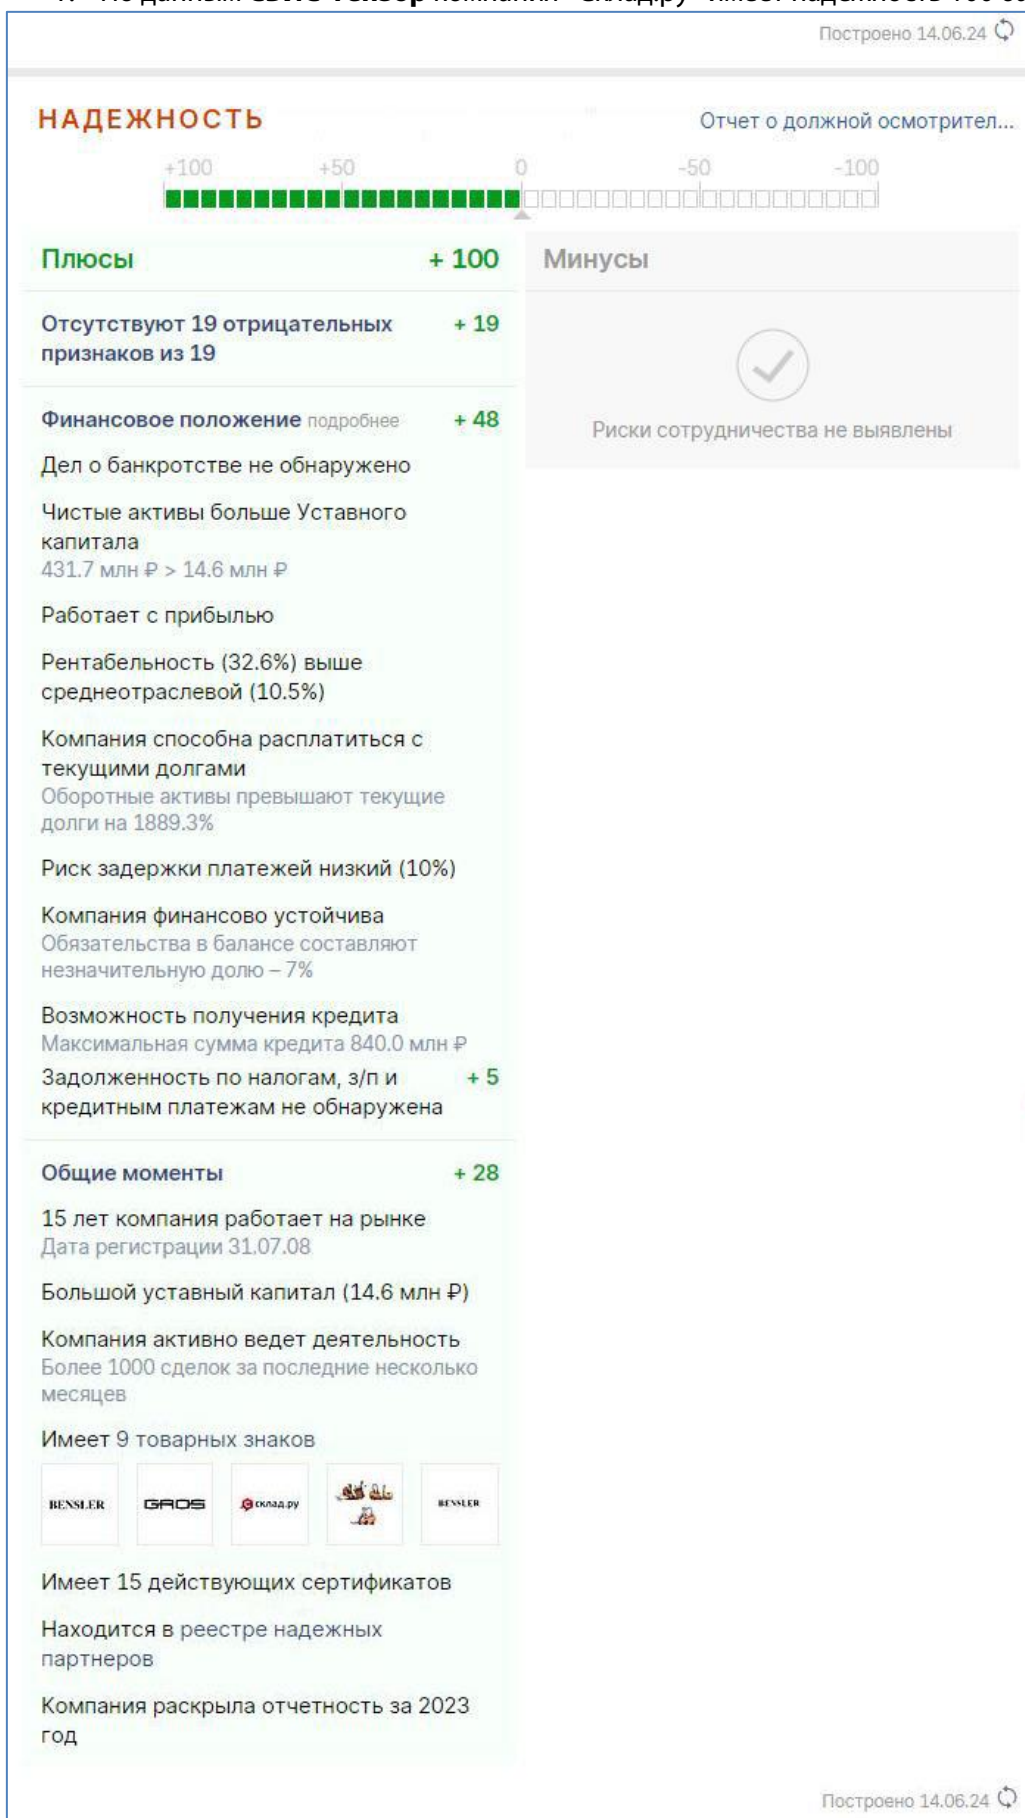 Построено 14.06.24
НАДЕЖНОСТЬ
Отчет о должной осмотрител...
+100 +50 0 -50 -100
Плюсы + 100
Минусы
Отсутствуют 19 отрицательных + 19
признаков из 19
Риски сотрудничества не выявлены
Финансовое положение подробнее + 48
Дел о банкротстве не обнаружено
Чистые активы больше Уставного
капитала
431.7 млн ₽ > 14.6 млн ₽
Работает с прибылью
Рентабельность (32.6%) выше
среднеотраслевой (10.5%)
Компания способна расплатиться с
текущими долгами
Оборотные активы превышают текущие
долги на 1889.3%
Риск задержки платежей низкий (10%)
Компания финансово устойчива
Обязательства в балансе составляют
незначительную долю – 7%
Возможность получения кредита
Максимальная сумма кредита 840.0 млн ₽
Задолженность по налогам, з/п и + 5
кредитным платежам не обнаружена
Общие моменты + 28
15 лет компания работает на рынке
Дата регистрации 31.07.08
Большой уставный капитал (14.6 млн ₽)
Компания активно ведет деятельность
Более 1000 сделок за последние несколько
месяцев
Имеет 9 товарных знаков
BENSLER GROS склад.ру BENSLER
Имеет 15 действующих сертификатов
Находится в реестре надежных
партнеров
Компания раскрыла отчетность за 2023
год
Построено 14.06.24